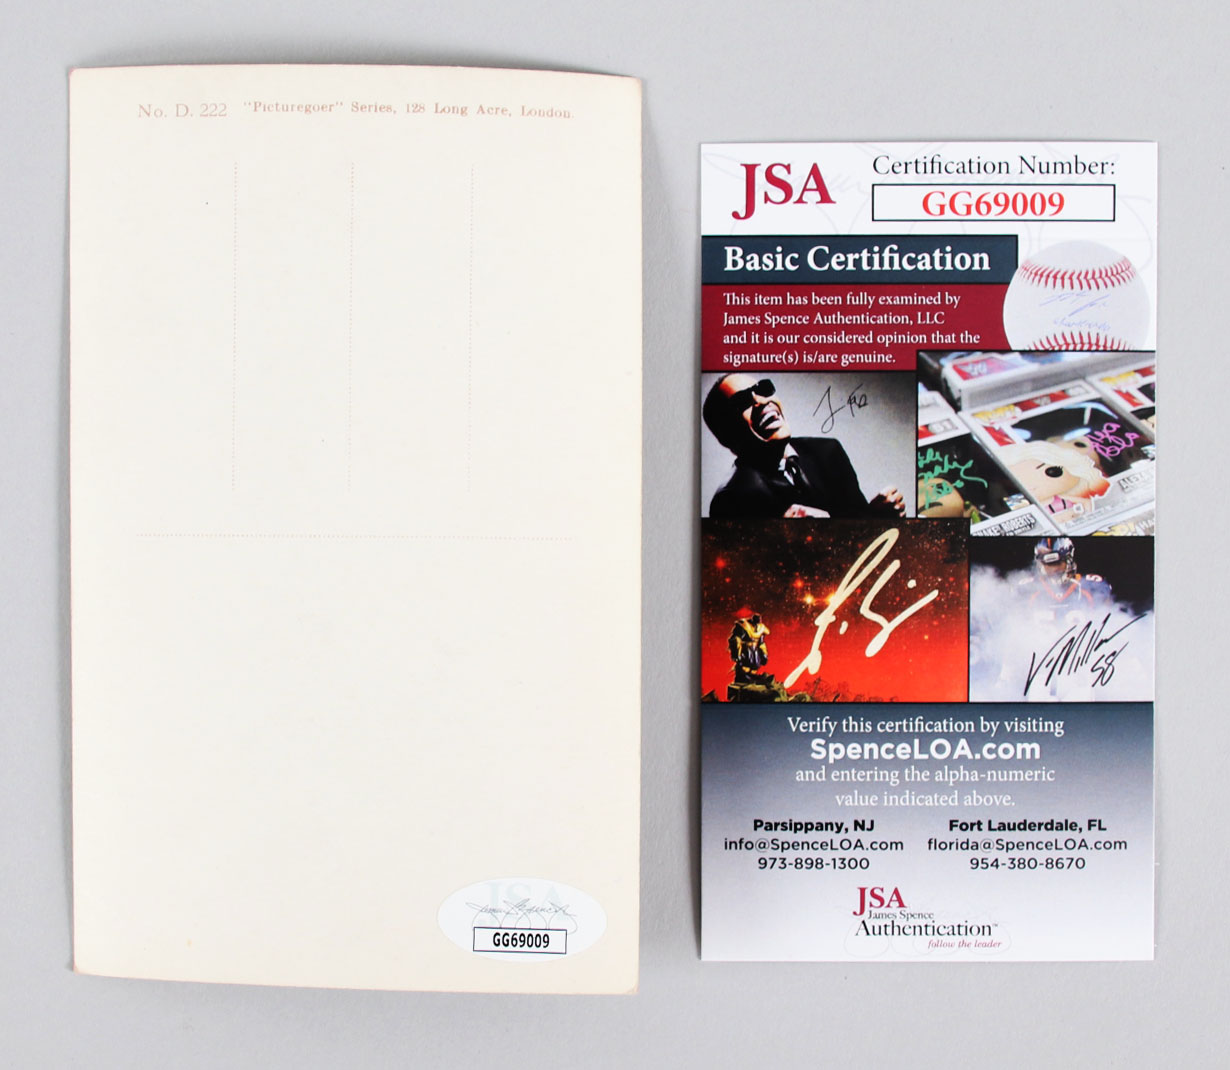 No. D. 222 "Picturegoer" Series, 128 Long Acre, London.
JSA
GG69009
JSA
Certification Number:
GG69009
Basic Certification
This item has been fully examined by
James Spence Authentication, LLC
and it is our considered opinion that the
signature(s) is/are genuine.
V. Miller 58
Verify this certification by visiting
SpenceLOA.com
and entering the alpha-numeric
value indicated above.
Parsippany, NJ
info@SpenceLOA.com
973-898-1300
Fort Lauderdale, FL
florida@SpenceLOA.com
954-380-8670
JSA
James Spence
Authentication™
follow the leader